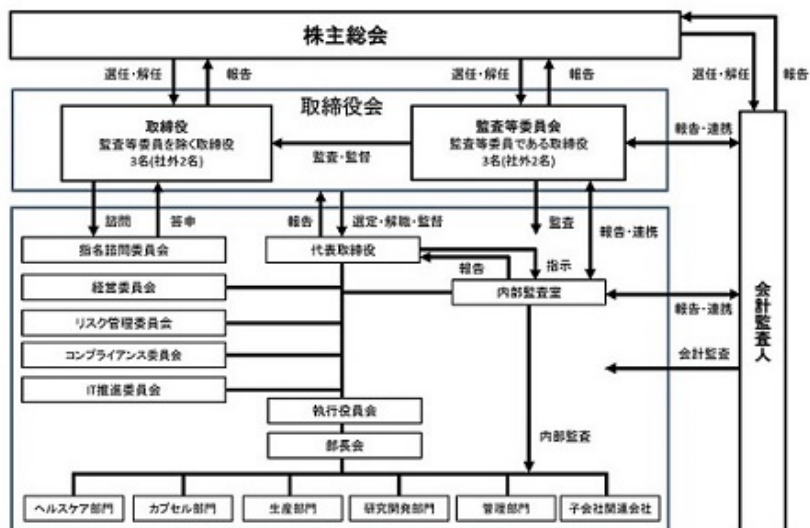 株主総会
選任・解任
報告
選任・解任
報告
選任・解任
報告
取締役会
取締役
監査等委員を除く取締役
3名(社外2名)
監査・監督
監査等委員会
監査等委員である取締役
3名(社外2名)
報告・連携
諮問
答申
報告
選定・解職・監督
監査
報告・連携
指名諮問委員会
代表取締役
指示
報告
経営委員会
内部監査室
報告・連携
会計監査人
リスク管理委員会
コンプライアンス委員会
会計監査
IT推進委員会
執行役員会
部長会
内部監査
ヘルスケア部門
カプセル部門
生産部門
研究開発部門
管理部門
子会社関連会社